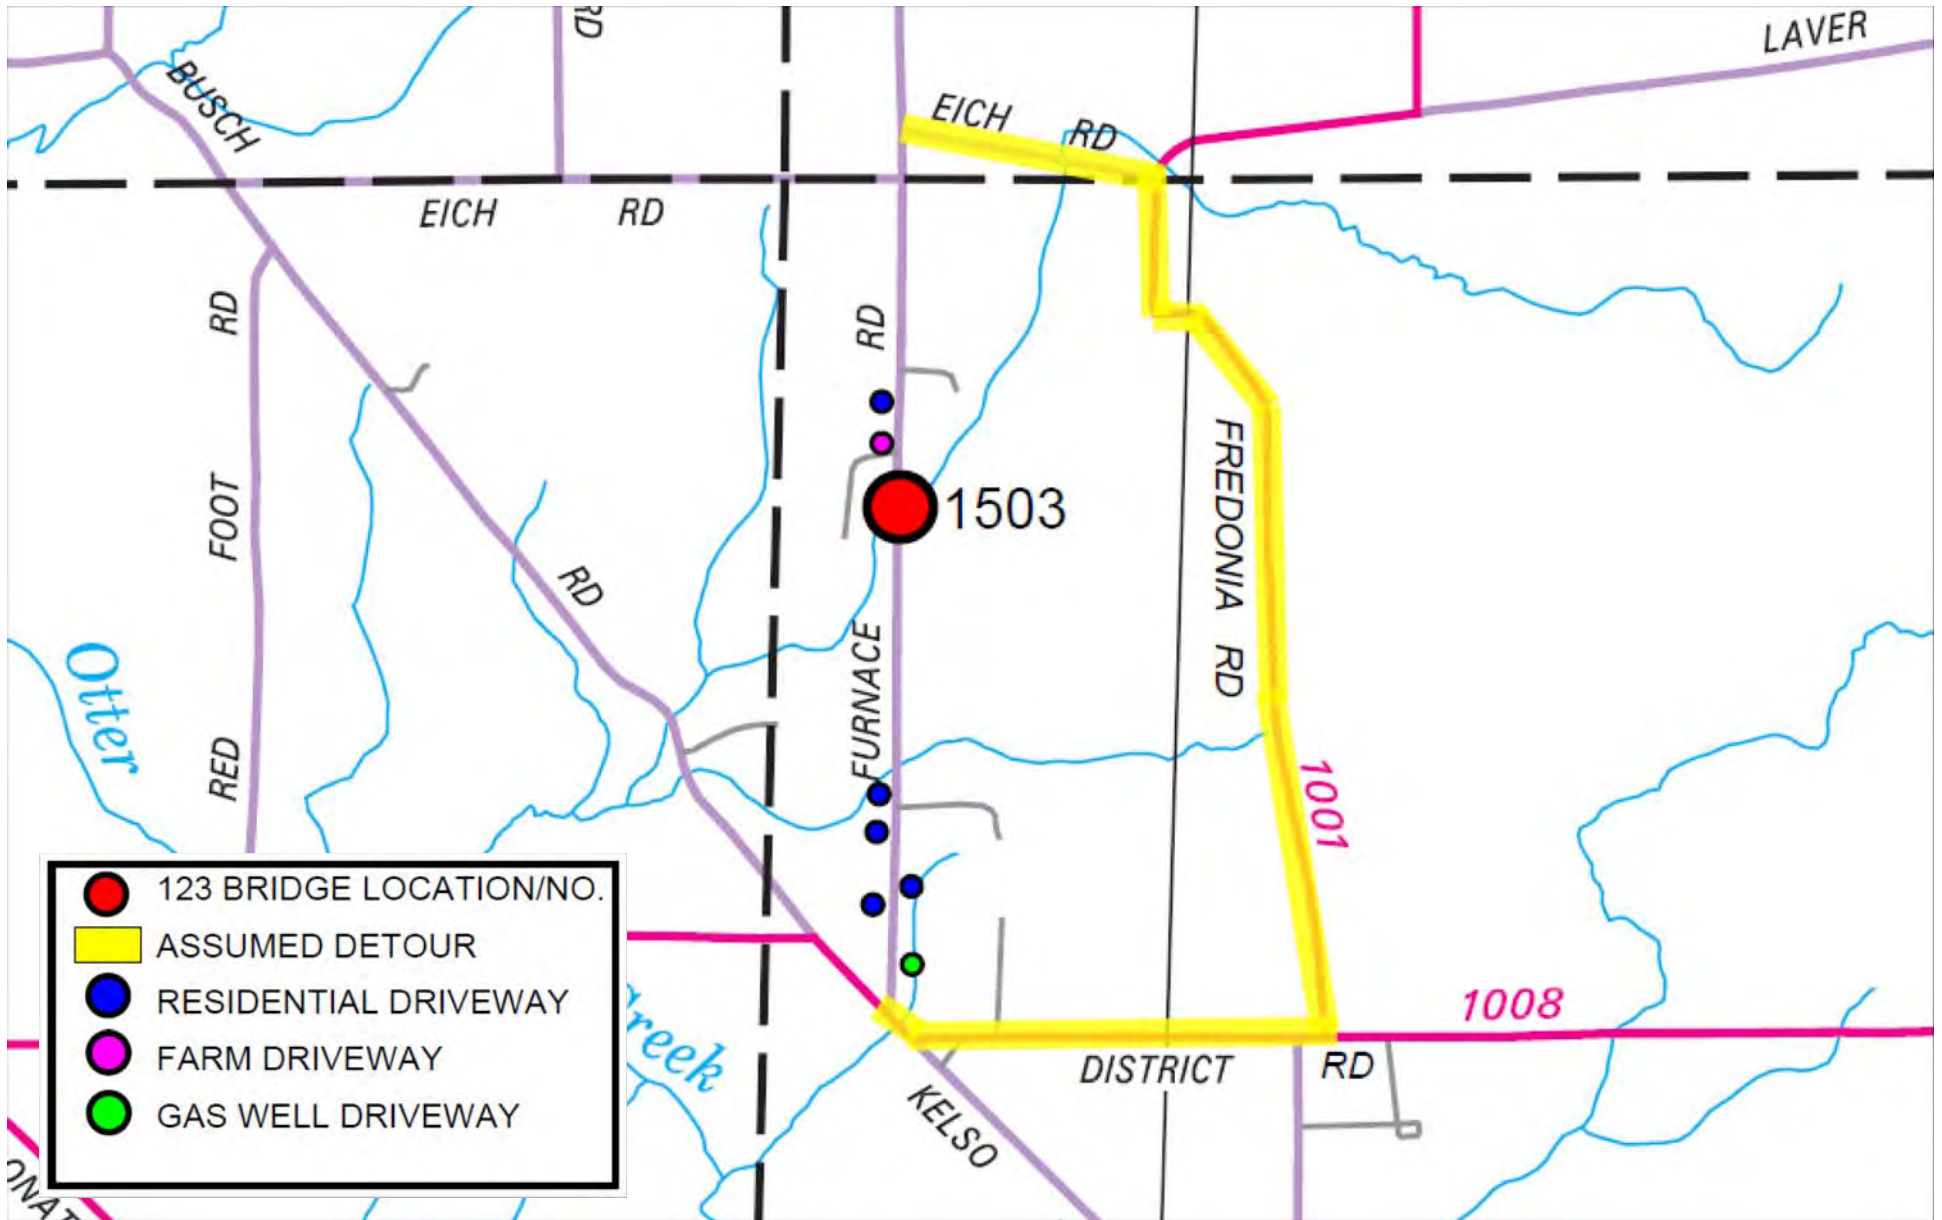 RD
LAVER
BUSCH
EICH RD
EICH RD
RD
RD
FOOT
RED
RD
1503
FREDONIA RD
FURNACE
Otter
1001
1008
DISTRICT RD
KELSO
123 BRIDGE LOCATION/NO.
ASSUMED DETOUR
RESIDENTIAL DRIVEWAY
FARM DRIVEWAY
GAS WELL DRIVEWAY
reek
ONAT